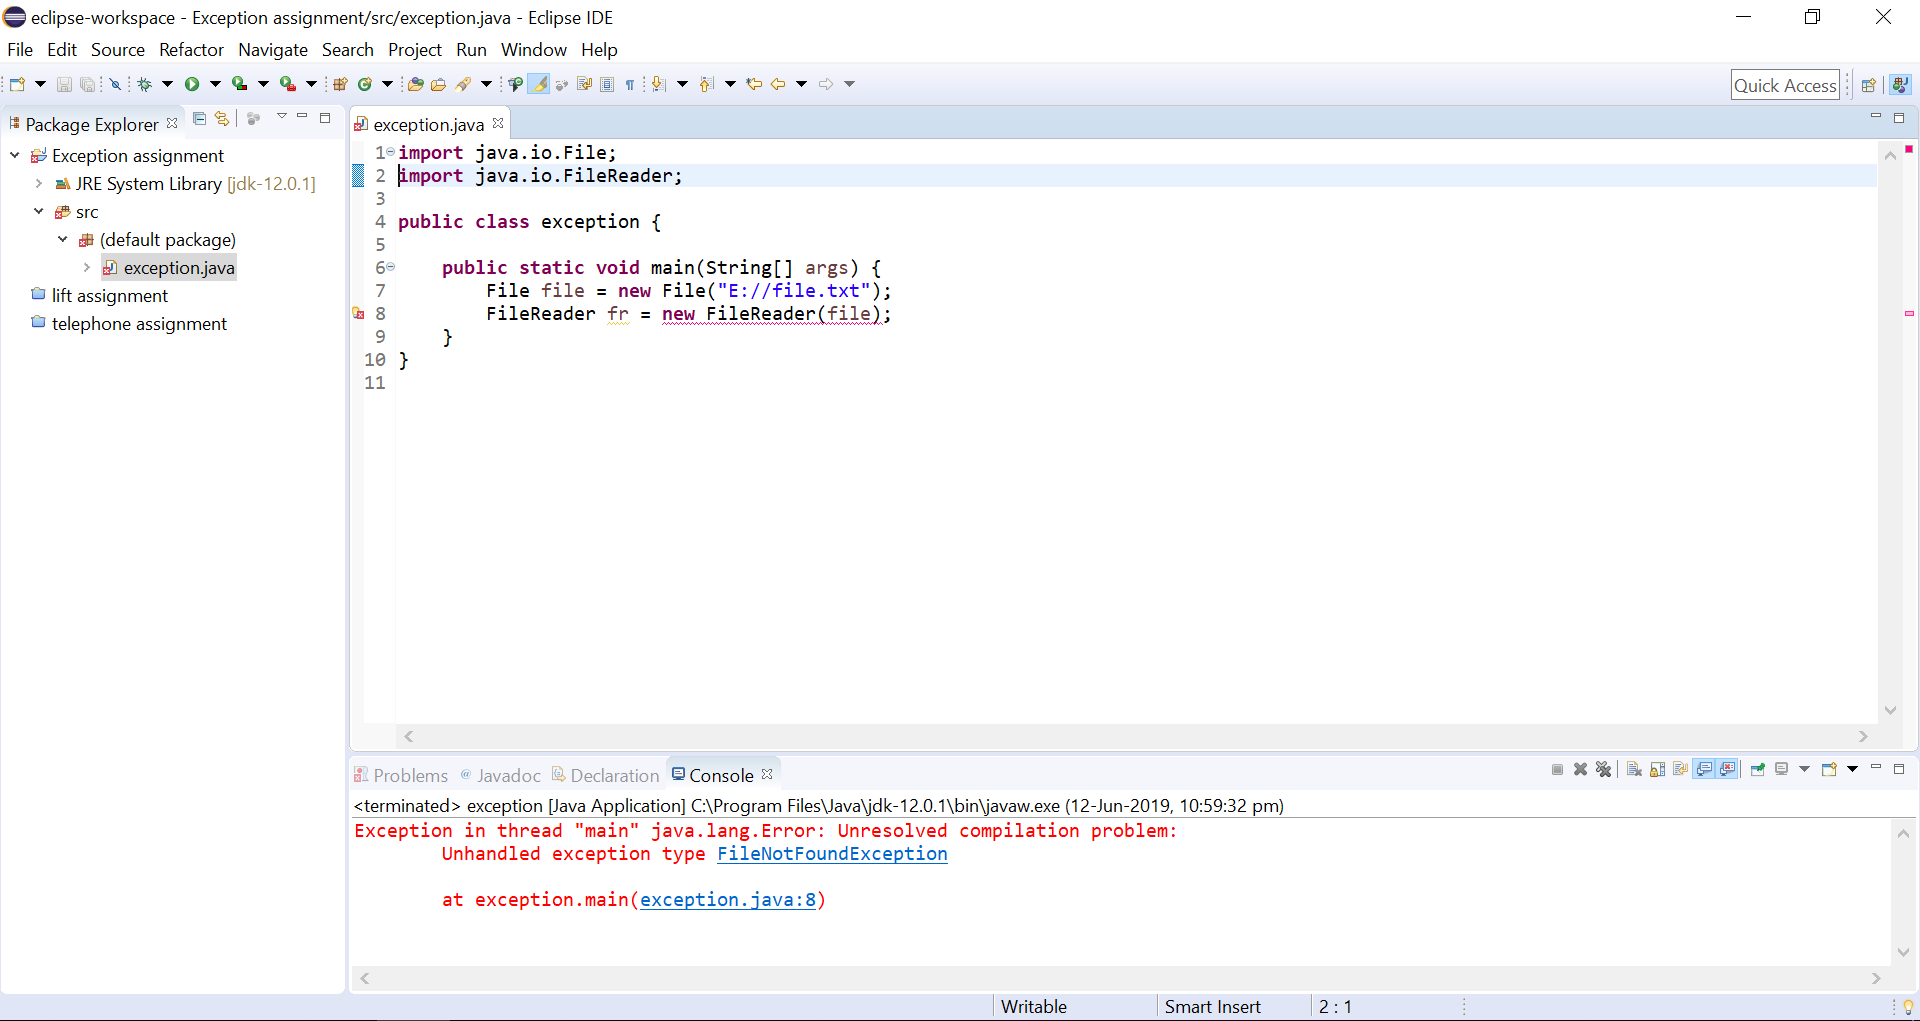 eclipse-workspace - Exception assignment/src/exception.java - Eclipse IDE
File Edit Source Refactor Navigate Search Project Run Window Help
Quick Access
Package Explorer
Exception assignment
JRE System Library [jdk-12.0.1]
src
(default package)
exception.java
lift assignment
telephone assignment
exception.java
1 import java.io.File;
2 import java.io.FileReader;
3
4 public class exception {
5
6 public static void main(String[] args) {
7 File file = new File("E://file.txt");
8 FileReader fr = new FileReader(file);
9 }
10 }
11
Problems @ Javadoc Declaration Console
<terminated> exception [Java Application] C:\Program Files\Java\jdk-12.0.1\bin\javaw.exe (12-Jun-2019, 10:59:32 pm)
Exception in thread "main" java.lang.Error: Unresolved compilation problem:
Unhandled exception type FileNotFoundException
at exception.main(exception.java:8)
Writable Smart Insert 2 : 1